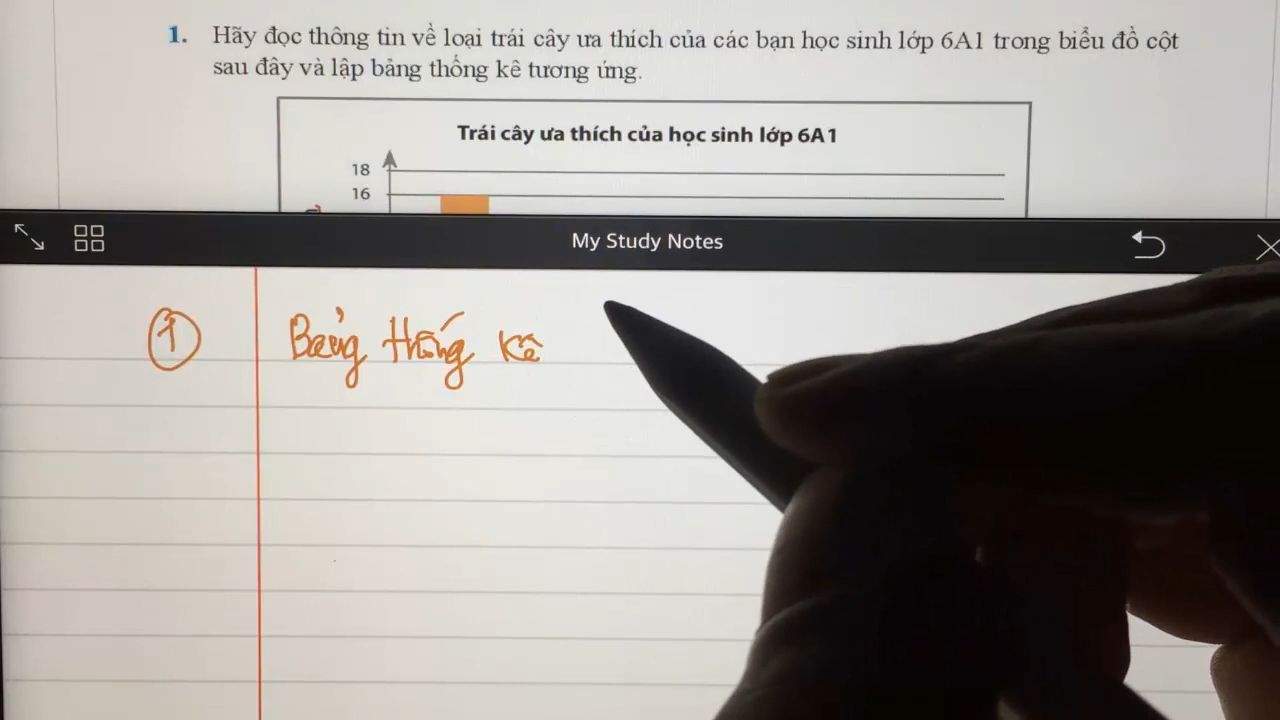 1. Hãy đọc thông tin về loại trái cây ưa thích của các bạn học sinh lớp 6A1 trong biểu đồ cột
sau đây và lập bảng thống kê tương ứng.
Trái cây ưa thích của học sinh lớp 6A1
18
16
My Study Notes
1 Bảng thống kê